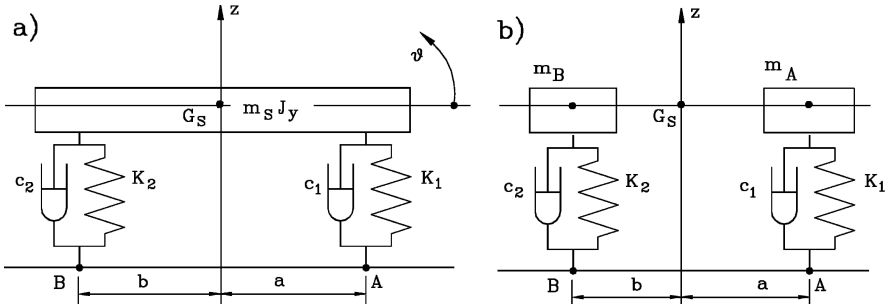 a)
z
ϑ
G_S
m_S J_y
c_2
K_2
c_1
K_1
B
b
a
A
b)
z
m_B
m_A
G_S
c_2
K_2
c_1
K_1
B
b
a
A